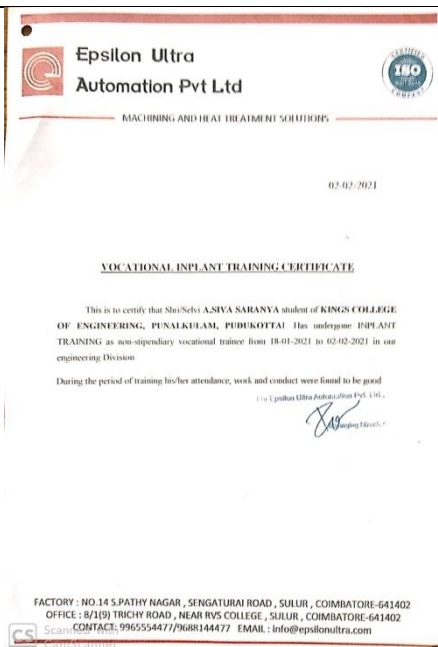 Epsilon Ultra
Automation Pvt Ltd
CERTIFIED
ISO
COMPANY
MACHINING AND HEAT TREATMENT SOLUTIONS
02-02-2021
VOCATIONAL INPLANT TRAINING CERTIFICATE
This is to certify that Shri/Selvi A.SIVA SARANYA student of KINGS COLLEGE
OF ENGINEERING, PUNALKULAM, PUDUKOTTAI Has undergone INPLANT
TRAINING as non-stipendiary vocational trainee from 18-01-2021 to 02-02-2021 in our
engineering Division
During the period of training his/her attendance, work and conduct were found to be good
For Epsilon Ultra Automation Pvt. Ltd.,
FACTORY : NO.14 S.PATHY NAGAR , SENGATURAI ROAD , SULUR , COIMBATORE-641402
OFFICE : 8/1(9) TRICHY ROAD , NEAR RVS COLLEGE , SULUR , COIMBATORE-641402
CONTACT: 9965554477/9688144477 EMAIL : info@epsilonultra.com
CS Scanned with
CamScanner